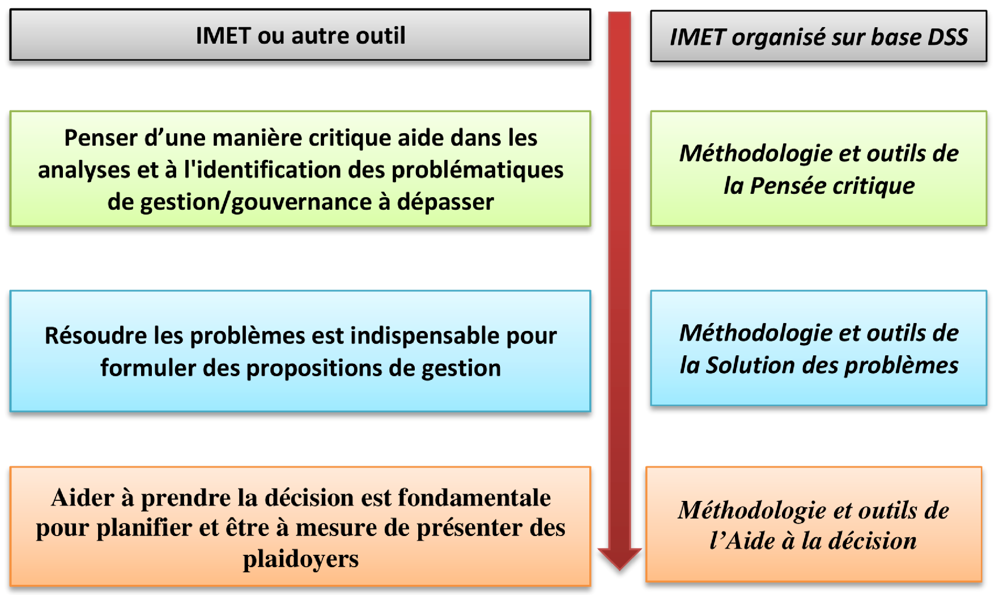 IMET ou autre outil
IMET organisé sur base DSS
Penser d’une manière critique aide dans les
analyses et à l'identification des problématiques
de gestion/gouvernance à dépasser
Méthodologie et outils de
la Pensée critique
Résoudre les problèmes est indispensable pour
formuler des propositions de gestion
Méthodologie et outils de
la Solution des problèmes
Aider à prendre la décision est fondamentale
pour planifier et être à mesure de présenter des
plaidoyers
Méthodologie et outils de
l’Aide à la décision